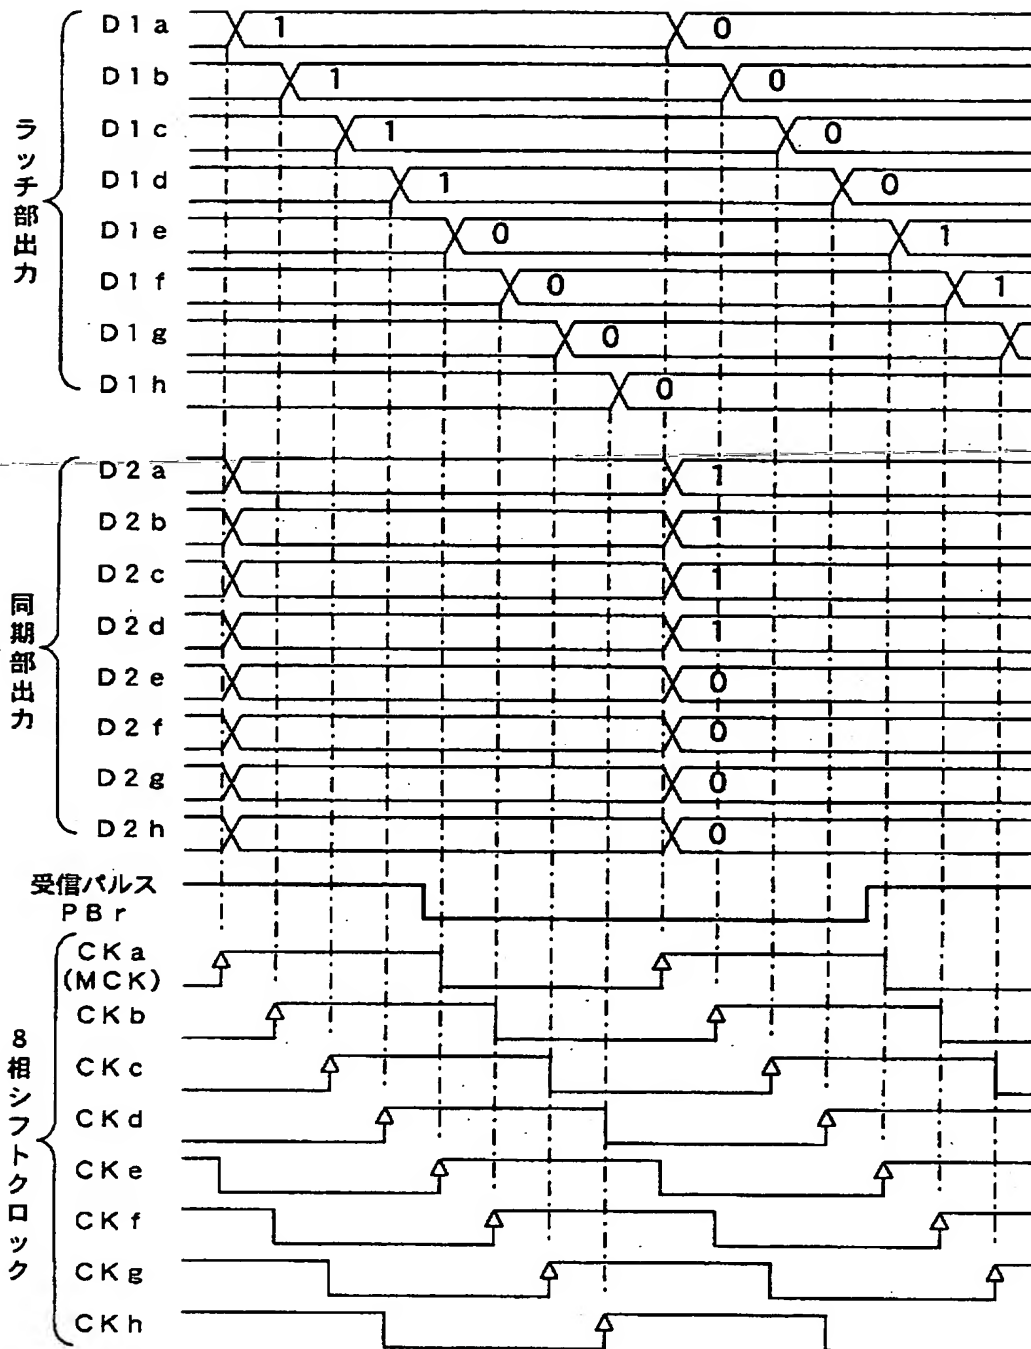 ラッチ部出力
D1a 1 0
D1b 1 0
D1c 1 0
D1d 1 0
D1e 0 1
D1f 0 1
D1g 0
D1h 0
同期部出力
D2a 1
D2b 1
D2c 1
D2d 1
D2e 0
D2f 0
D2g 0
D2h 0
受信パルス
PBr
8相シフトクロック
CKa
(MCK)
CKb
CKc
CKd
CKe
CKf
CKg
CKh